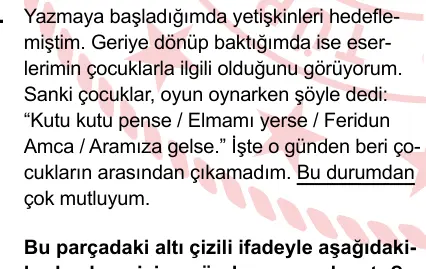 Yazmaya başladığımda yetişkinleri hedefle-
miştim. Geriye dönüp baktığımda ise eser-
lerimin çocuklarla ilgili olduğunu görüyorum.
Sanki çocuklar, oyun oynarken şöyle dedi:
“Kutu kutu pense / Elmamı yerse / Feridun
Amca / Aramıza gelse.” İşte o günden beri ço-
cukların arasından çıkamadım. Bu durumdan
çok mutluyum.
Bu parçadaki altı çizili ifadeyle aşağıdaki-